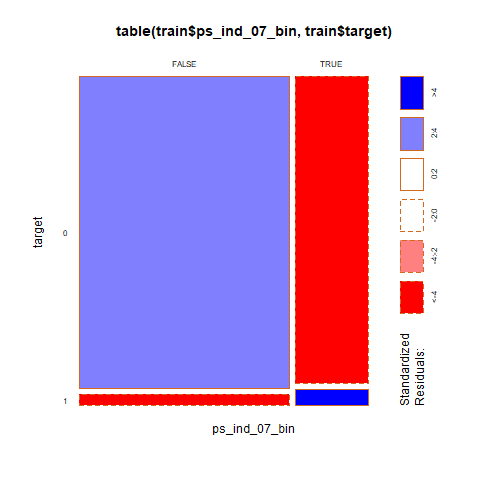 table(train$ps_ind_07_bin, train$target)
FALSE
TRUE
target
0
1
ps_ind_07_bin
Standardized
Residuals:
<-4
-4:-2
-2:0
0:2
2:4
>4